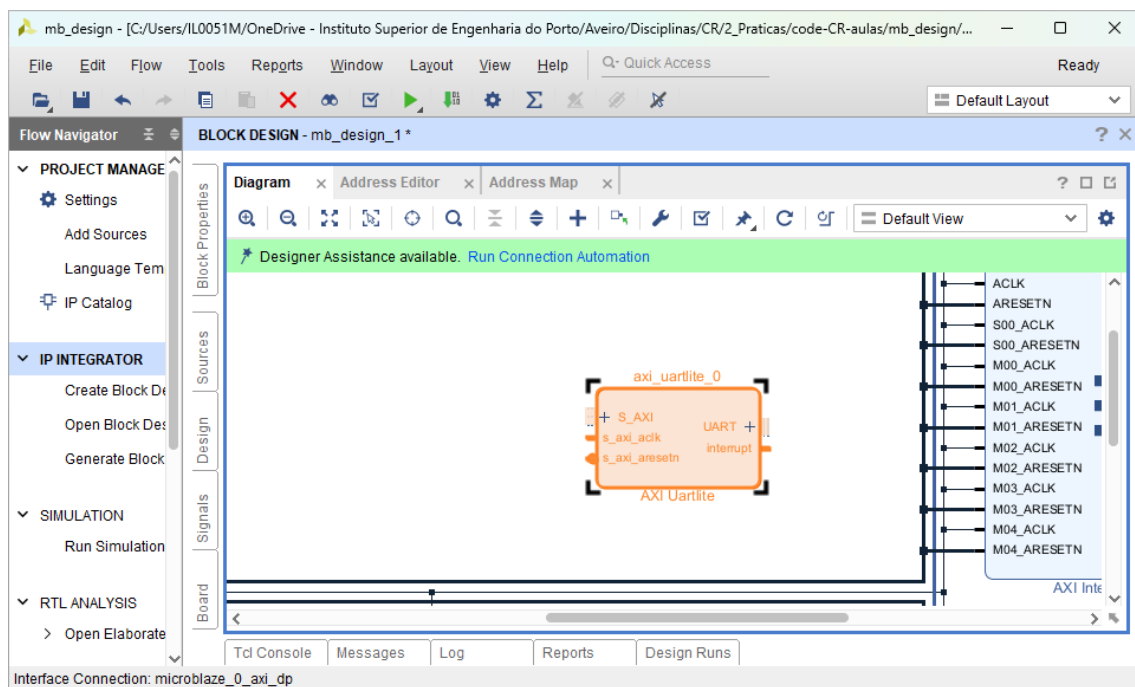 mb_design - [C:/Users/IL0051M/OneDrive - Instituto Superior de Engenharia do Porto/Aveiro/Disciplinas/CR/2_Praticas/code-CR-aulas/mb_design/...
File Edit Flow Tools Reports Window Layout View Help Q- Quick Access Ready
Default Layout
Flow Navigator
BLOCK DESIGN - mb_design_1 *
PROJECT MANAGE
Settings
Add Sources
Language Tem
IP Catalog
IP INTEGRATOR
Create Block De
Open Block Des
Generate Block
SIMULATION
Run Simulation
RTL ANALYSIS
Open Elaborate
Block Properties
Sources
Design
Signals
Board
Diagram Address Editor Address Map
Default View
Designer Assistance available. Run Connection Automation
axi_uartlite_0
S_AXI
s_axi_aclk
s_axi_aresetn
UART
interrupt
AXI Uartlite
ACLK
ARESETN
S00_ACLK
S00_ARESETN
M00_ACLK
M00_ARESETN
M01_ACLK
M01_ARESETN
M02_ACLK
M02_ARESETN
M03_ACLK
M03_ARESETN
M04_ACLK
M04_ARESETN
AXI Inte
Tcl Console Messages Log Reports Design Runs
Interface Connection: microblaze_0_axi_dp